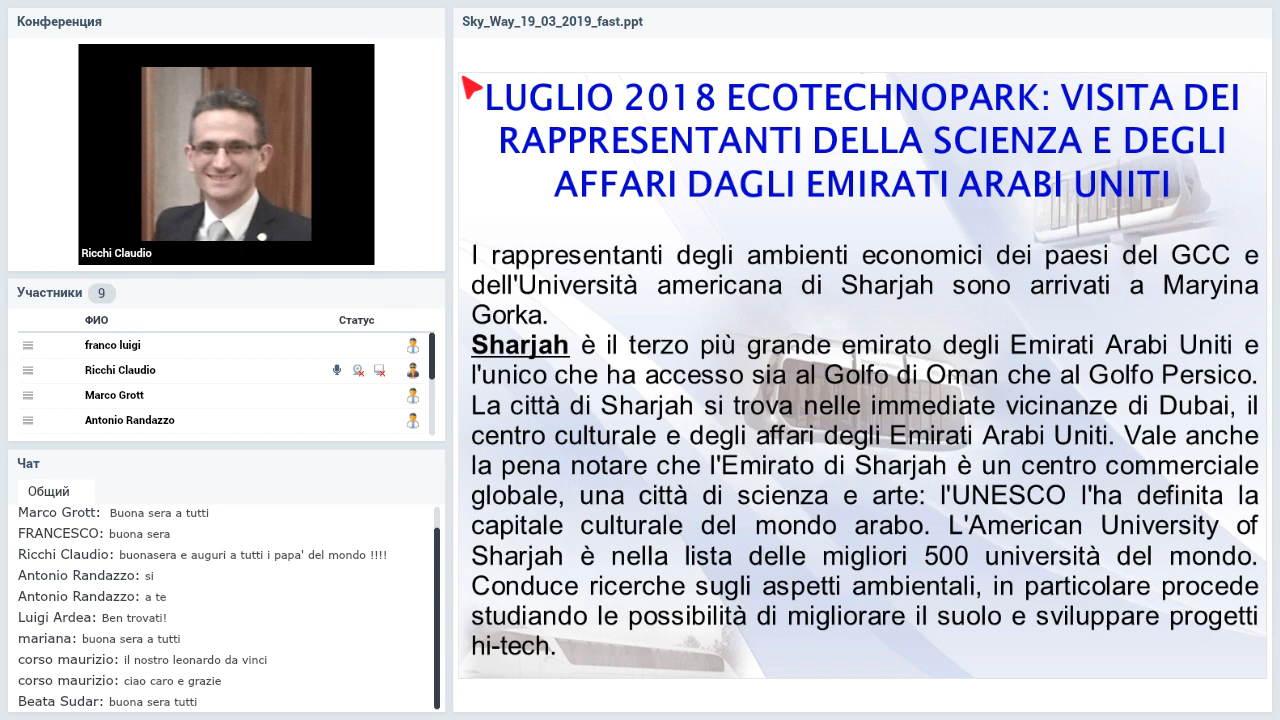 Конференция
Ricchi Claudio
Участники 9
ФИО Статус
franco luigi
Ricchi Claudio
Marco Grott
Antonio Randazzo
Чат
Общий
Marco Grott: Buona sera a tutti
FRANCESCO: buona sera
Ricchi Claudio: buonasera e auguri a tutti i papa' del mondo !!!!
Antonio Randazzo: si
Antonio Randazzo: a te
Luigi Ardea: Ben trovati!
mariana: buona sera a tutti
corso maurizio: il nostro leonardo da vinci
corso maurizio: ciao caro e grazie
Beata Sudar: buona sera tutti
Sky_Way_19_03_2019_fast.ppt
LUGLIO 2018 ECOTECHNOPARK: VISITA DEI
RAPPRESENTANTI DELLA SCIENZA E DEGLI
AFFARI DAGLI EMIRATI ARABI UNITI
I rappresentanti degli ambienti economici dei paesi del GCC e
dell'Università americana di Sharjah sono arrivati a Maryina
Gorka.
Sharjah è il terzo più grande emirato degli Emirati Arabi Uniti e
l'unico che ha accesso sia al Golfo di Oman che al Golfo Persico.
La città di Sharjah si trova nelle immediate vicinanze di Dubai, il
centro culturale e degli affari degli Emirati Arabi Uniti. Vale anche
la pena notare che l'Emirato di Sharjah è un centro commerciale
globale, una città di scienza e arte: l'UNESCO l'ha definita la
capitale culturale del mondo arabo. L'American University of
Sharjah è nella lista delle migliori 500 università del mondo.
Conduce ricerche sugli aspetti ambientali, in particolare procede
studiando le possibilità di migliorare il suolo e sviluppare progetti
hi-tech.